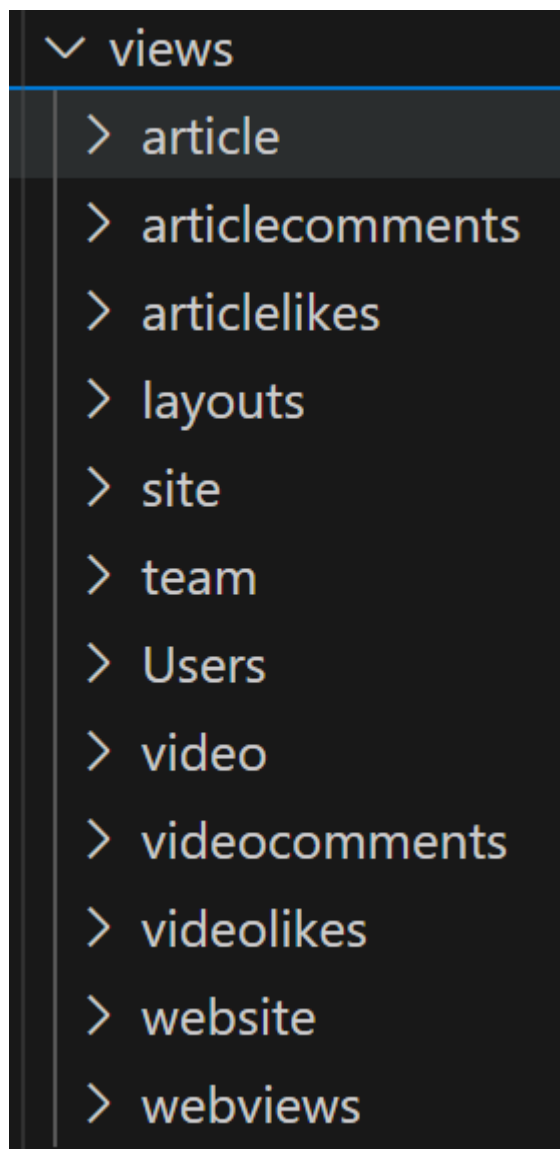 views
article
articlecomments
articlelikes
layouts
site
team
Users
video
videocomments
videolikes
website
webviews